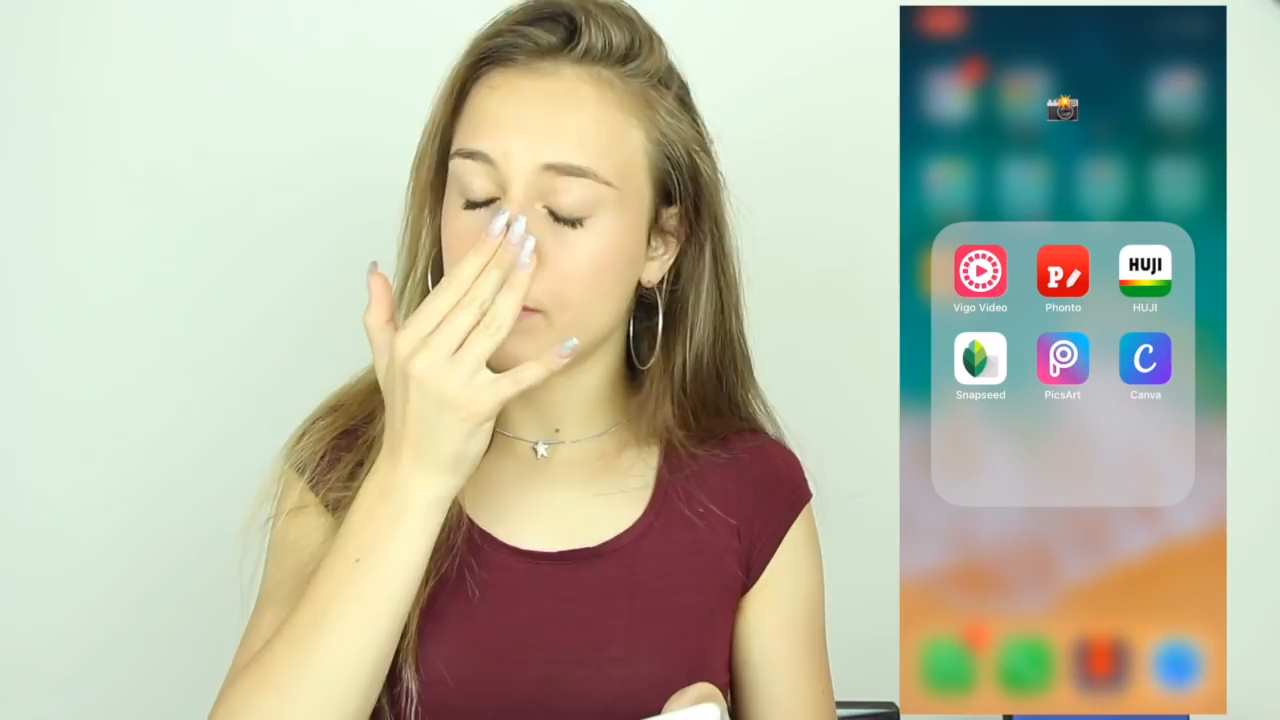 HUJI
Vigo Video
Phonto
HUJI
Snapseed
PicsArt
Canva